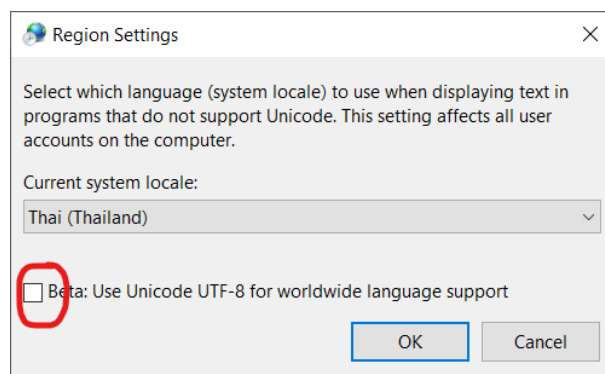 Region Settings
Select which language (system locale) to use when displaying text in
programs that do not support Unicode. This setting affects all user
accounts on the computer.
Current system locale:
Thai (Thailand)
Beta: Use Unicode UTF-8 for worldwide language support
OK
Cancel